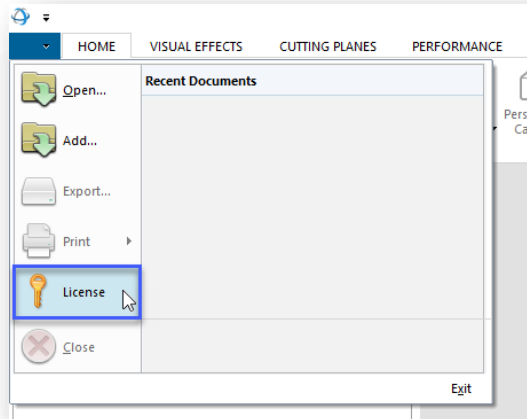 HOME VISUAL EFFECTS CUTTING PLANES PERFORMANCE
Open...
Recent Documents
Add...
Export...
Print
License
Close
Exit